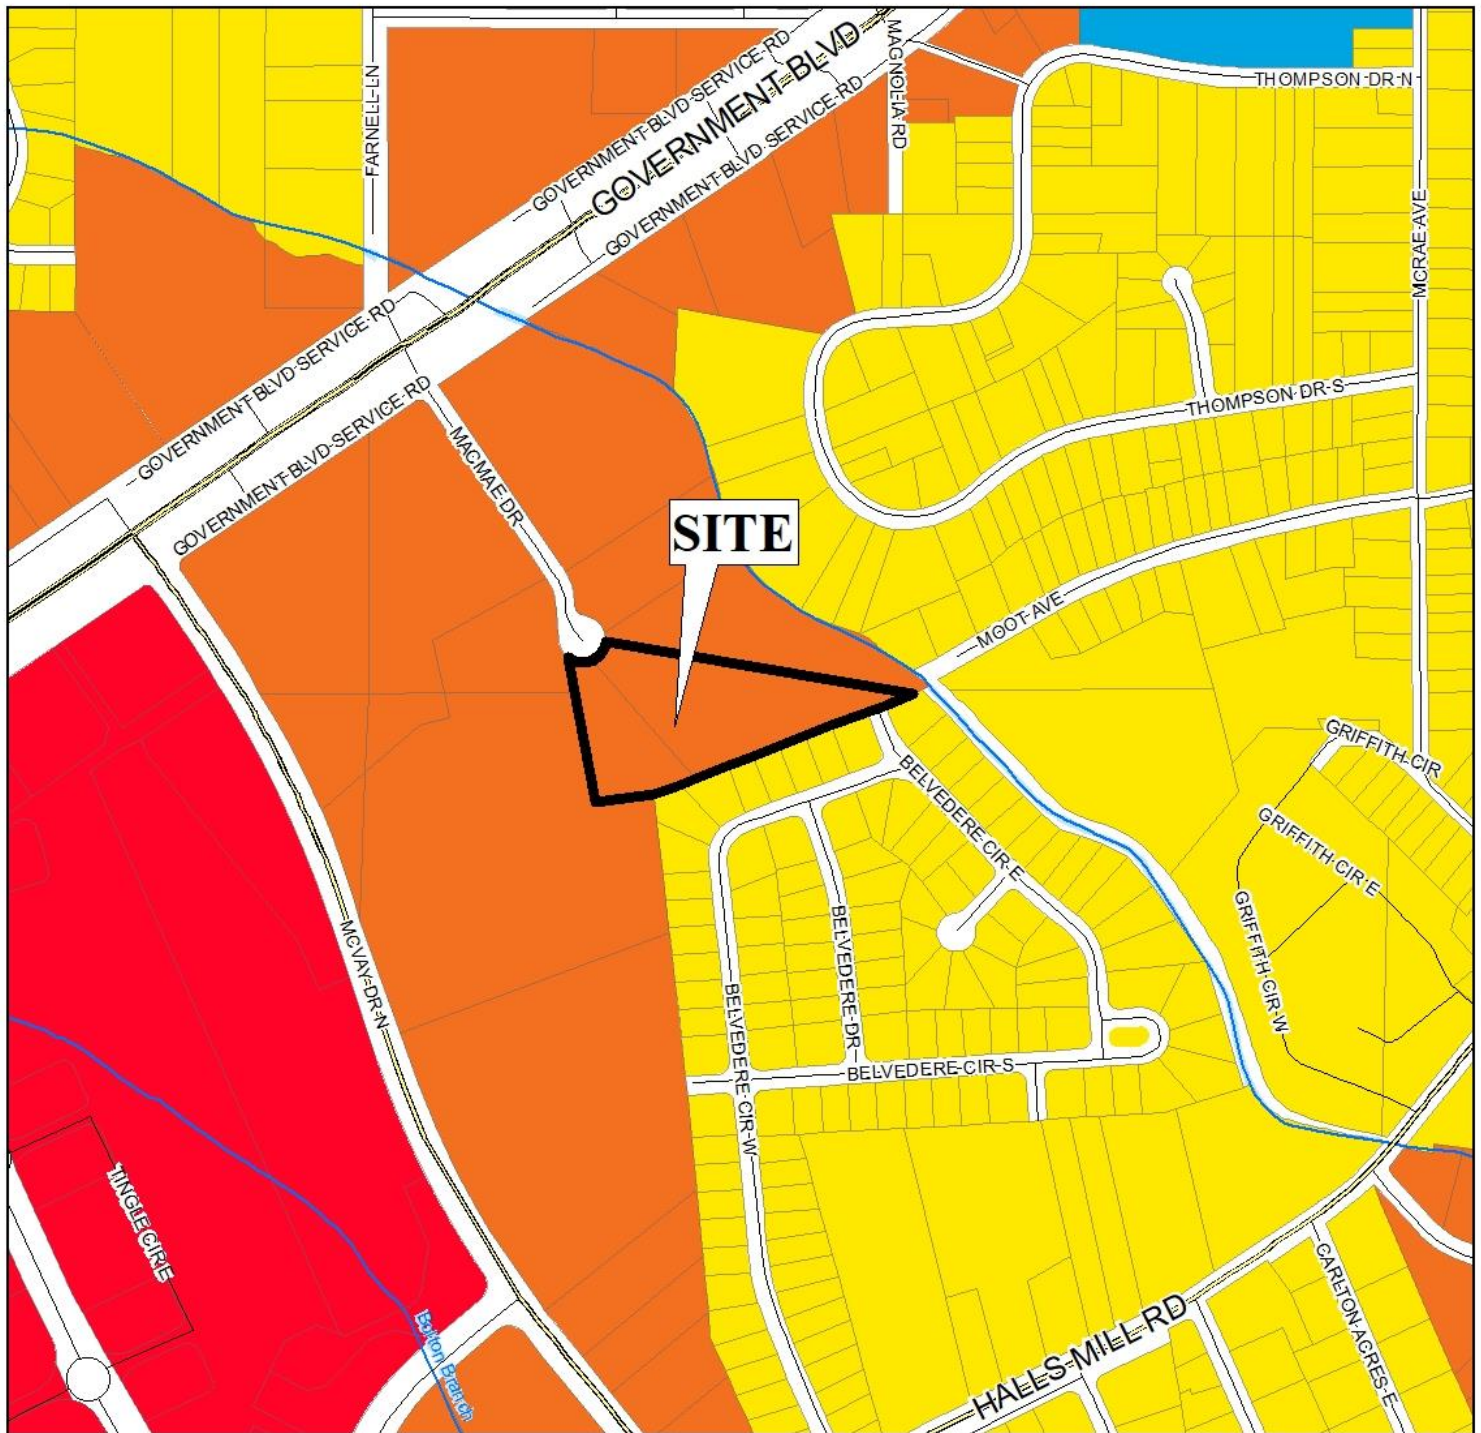 GOVERNMENT BLVD SERVICE RD
GOVERNMENT BLVD
GOVERNMENT BLVD SERVICE RD
MAGNOLIA RD
THOMPSON DR N
FARNELL LN
MCRAE AVE
GOVERNMENT BLVD SERVICE RD
GOVERNMENT BLVD SERVICE RD
THOMPSON DR S
MACMAE DR
SITE
MOOT AVE
GRIFFITH CIR
BELVEDERE CIR E
GRIFFITH CIR E
GRIFFITH CIR W
MCVAY DR N
BELVEDERE DR
BELVEDERE CIR W
BELVEDERE CIR S
TINGLE CIR E
CARLTON ACRES E
HALLS MILL RD
Bolton Branch